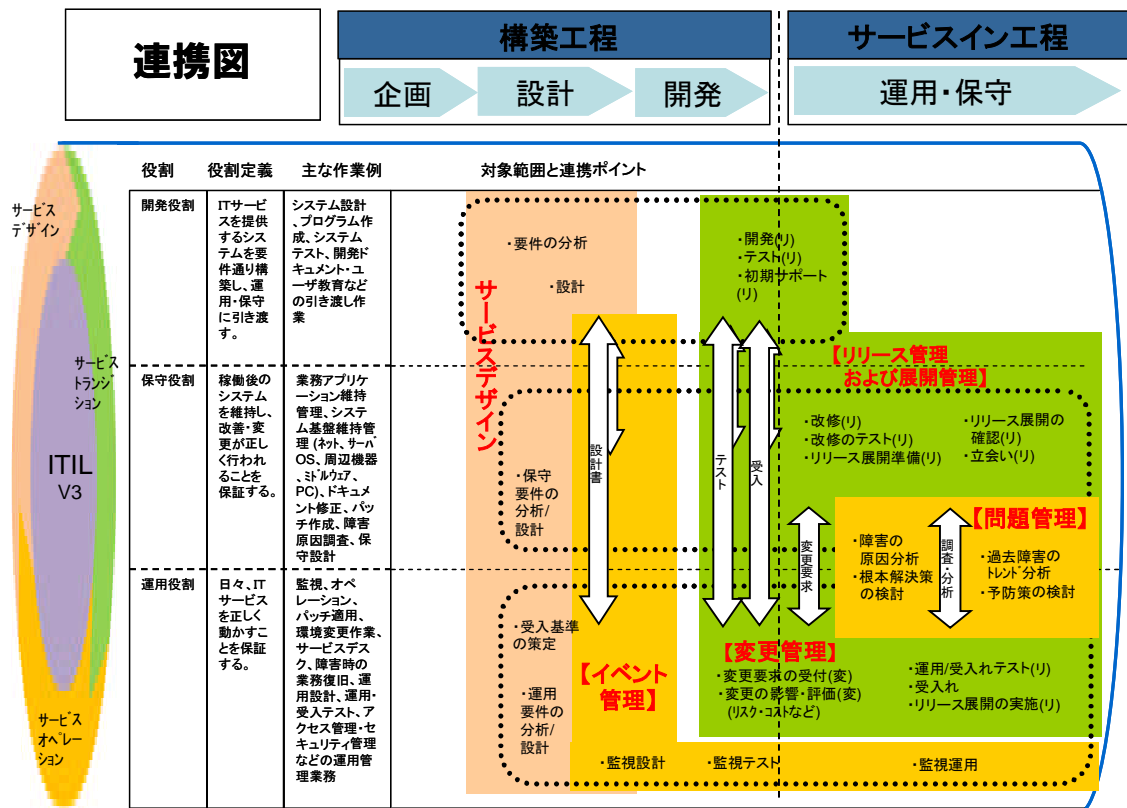 連携図
構築工程
サービスイン工程
企画
設計
開発
運用・保守
サービス
デザイン
サービス
トランジ
ション
ITIL
V3
サービス
オペレー
ション
役割
役割定義
主な作業例
対象範囲と連携ポイント
開発役割
ITサービ
スを提供
するシス
テムを要
件通り構
築し、運
用・保守
に引き渡
す。
システム設計
、プログラム作
成、システム
テスト、開発ド
キュメント・ユ
ーザ教育など
の引き渡し作
業
保守役割
稼働後の
システム
を維持し、
改善・変
更が正し
く行われ
ることを
保証する。
業務アプリケ
ーション維持
管理、システ
ム基盤維持管
理(ネット、サーバ
OS、周辺機器
、ミドルウェア、
PC)、ドキュメ
ント修正、パッ
チ作成、障害
原因調査、保
守設計
運用役割
日々、IT
サービス
を正しく
動かすこ
とを保証
する。
監視、オペ
レーション、
パッチ適用、
環境変更作業、
サービスデス
ク、障害時の
業務復旧、運
用設計、運用・
受入テスト、ア
クセス管理・セ
キュリティ管理
などの運用管
理業務
サービスデザイン
・要件の分析
・設計
・開発(リ)
・テスト(リ)
・初期サポート
(リ)
【リリース管理
および展開管理】
設計書
テスト
受入
・保守
要件の
分析/
設計
・改修(リ)
・改修のテスト(リ)
・リリース展開準備(リ)
・リリース展開の
確認(リ)
・立会い(リ)
変更要求
・障害の
原因分析
・根本解決策
の検討
調査・分析
【問題管理】
・過去障害の
トレンド分析
・予防策の検討
・受入基準
の策定
・運用
要件の
分析/
設計
【イベント
管理】
【変更管理】
・変更要求の受付(変)
・変更の影響・評価(変)
(リスク・コストなど)
・運用/受入れテスト(リ)
・受入れ
・リリース展開の実施(リ)
・監視設計
・監視テスト
・監視運用